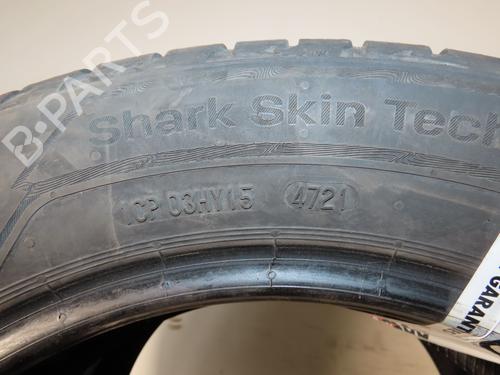 B-PARTS
Shark Skin Tech
1CP 03HY15 4721
GARANT